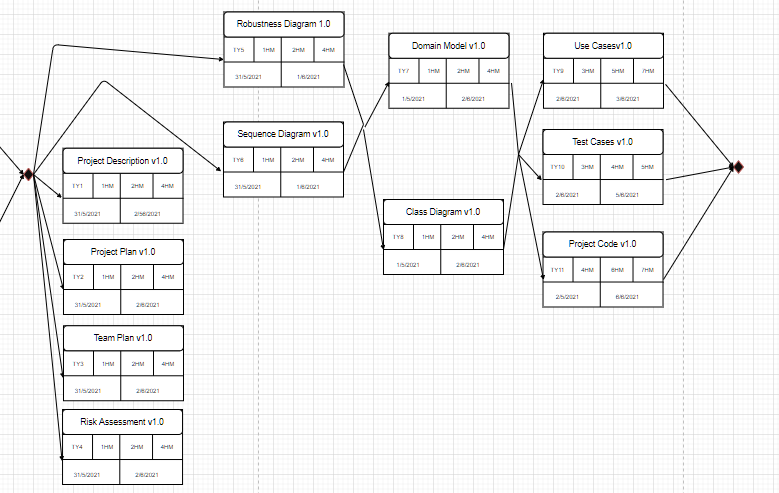 Robustness Diagram 1.0
TY5 1HM 2HM 4HM
31/5/2021 1/6/2021
Sequence Diagram v1.0
TY6 1HM 2HM 4HM
31/5/2021 1/6/2021
Project Description v1.0
TY1 1HM 2HM 4HM
31/5/2021 2/56/2021
Project Plan v1.0
TY2 1HM 2HM 4HM
31/5/2021 2/6/2021
Team Plan v1.0
TY3 1HM 2HM 4HM
31/5/2021 2/6/2021
Risk Assessment v1.0
TY4 1HM 2HM 4HM
31/5/2021 2/6/2021
Domain Model v1.0
TY7 1HM 2HM 4HM
1/5/2021 2/6/2021
Class Diagram v1.0
TY8 1HM 2HM 4HM
1/5/2021 2/6/2021
Use Casesv1.0
TY9 3HM 5HM 7HM
2/6/2021 3/6/2021
Test Cases v1.0
TY10 3HM 4HM 5HM
2/6/2021 5/6/2021
Project Code v1.0
TY11 4HM 6HM 7HM
2/5/2021 6/6/2021